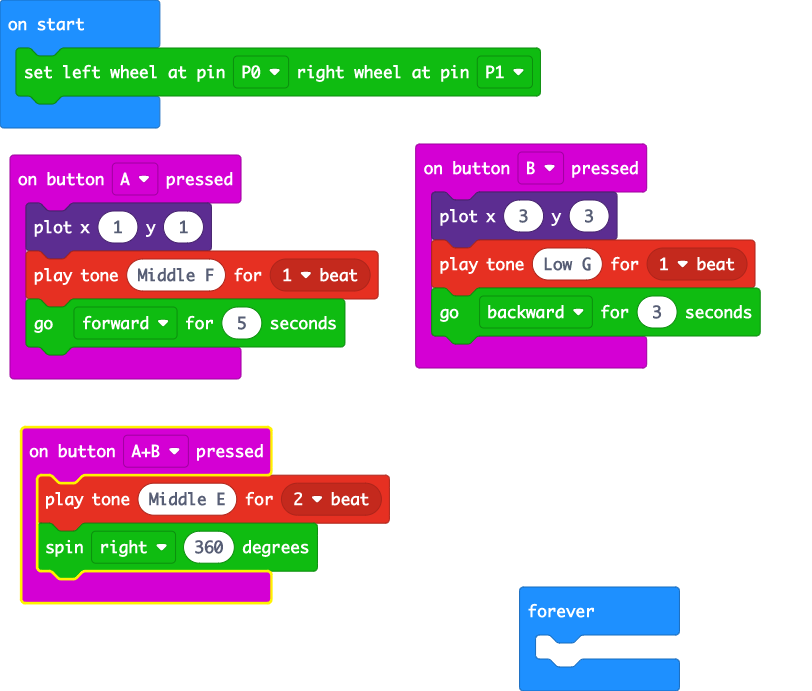 on start
set left wheel at pin P0 right wheel at pin P1
on button A pressed
plot x 1 y 1
play tone Middle F for 1 beat
go forward for 5 seconds
on button B pressed
plot x 3 y 3
play tone Low G for 1 beat
go backward for 3 seconds
on button A+B pressed
play tone Middle E for 2 beat
spin right 360 degrees
forever